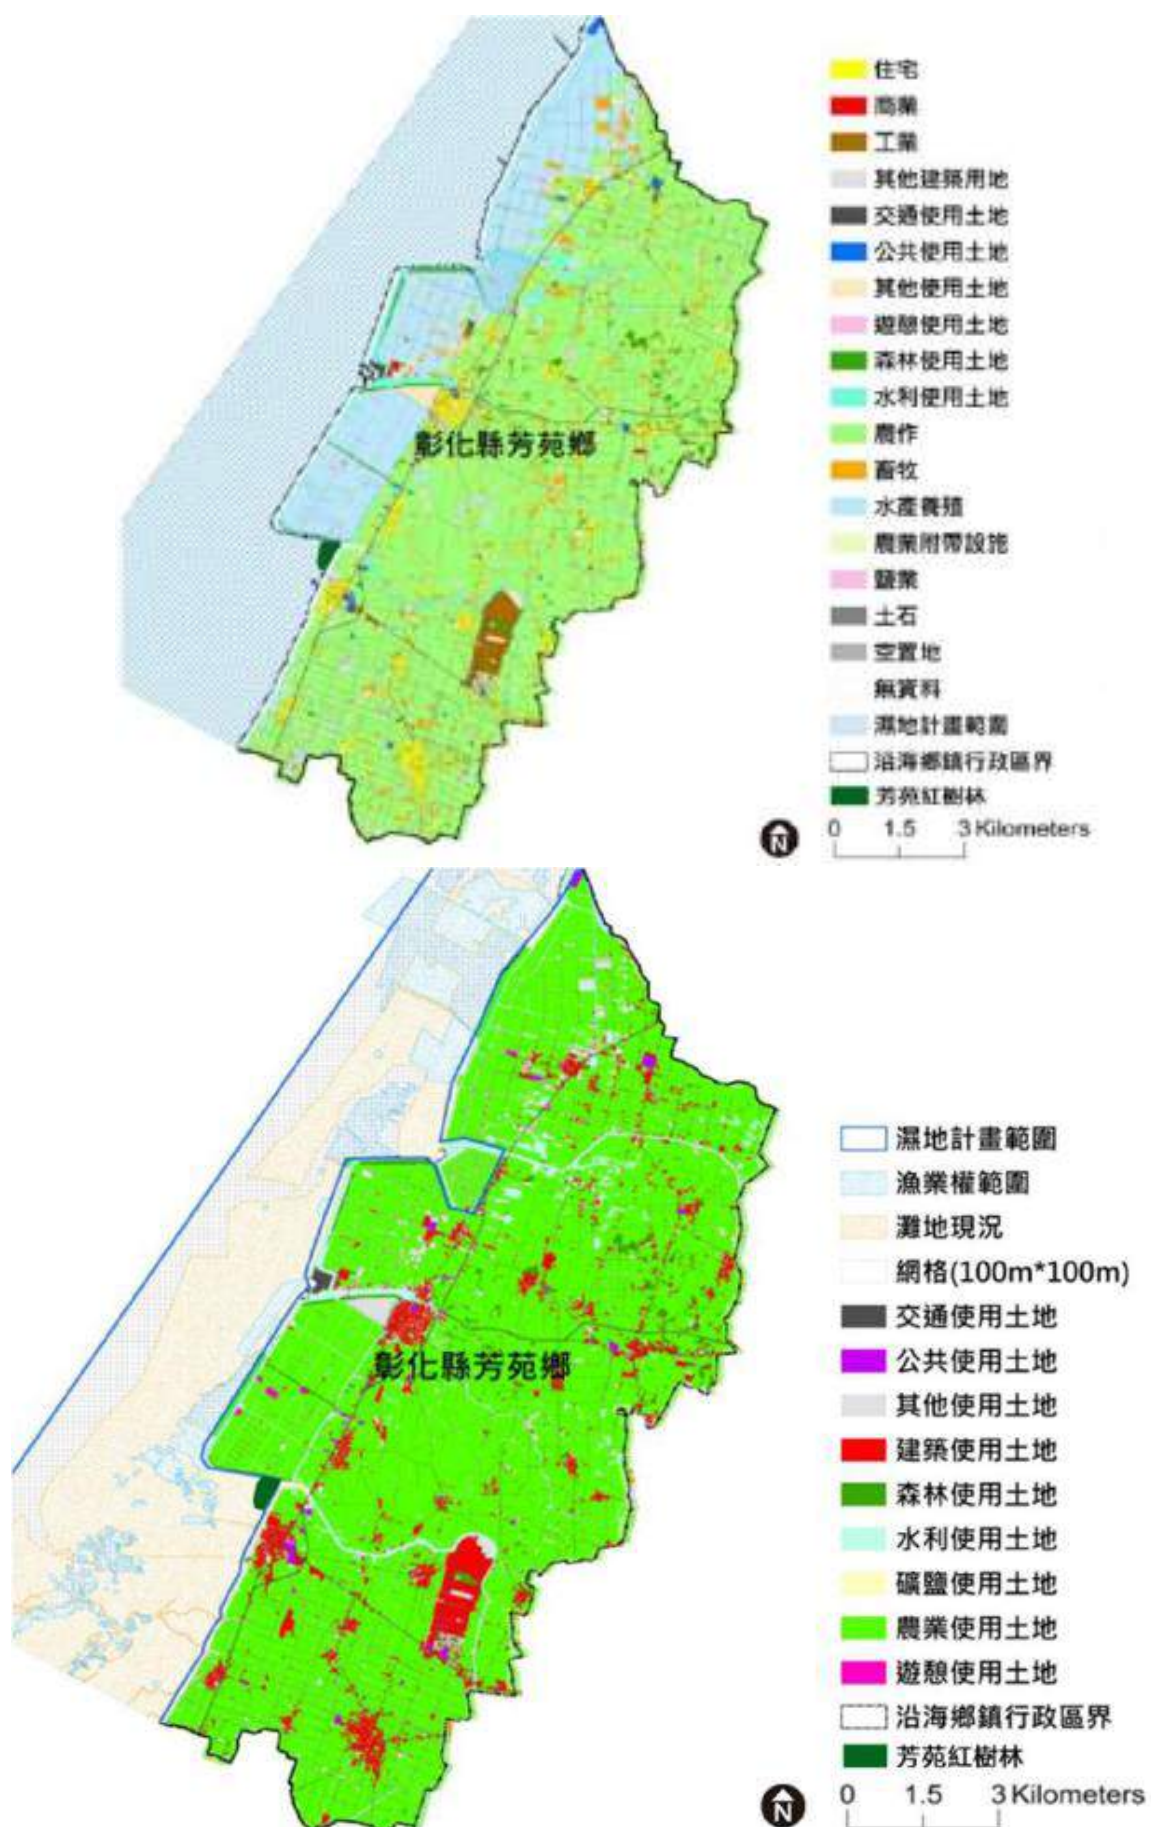 住宅
商業
工業
其他建築用地
交通使用土地
公共使用土地
其他使用土地
遊憩使用土地
森林使用土地
水利使用土地
農作
畜牧
水產養殖
農業附帶設施
鹽業
土石
空置地
無資料
濕地計畫範圍
沿海鄉鎮行政區界
芳苑紅樹林
彰化縣芳苑鄉
N
0 1.5 3 Kilometers
濕地計畫範圍
漁業權範圍
灘地現況
網格(100m*100m)
交通使用土地
公共使用土地
其他使用土地
建築使用土地
森林使用土地
水利使用土地
礦鹽使用土地
農業使用土地
遊憩使用土地
沿海鄉鎮行政區界
芳苑紅樹林
彰化縣芳苑鄉
N
0 1.5 3 Kilometers